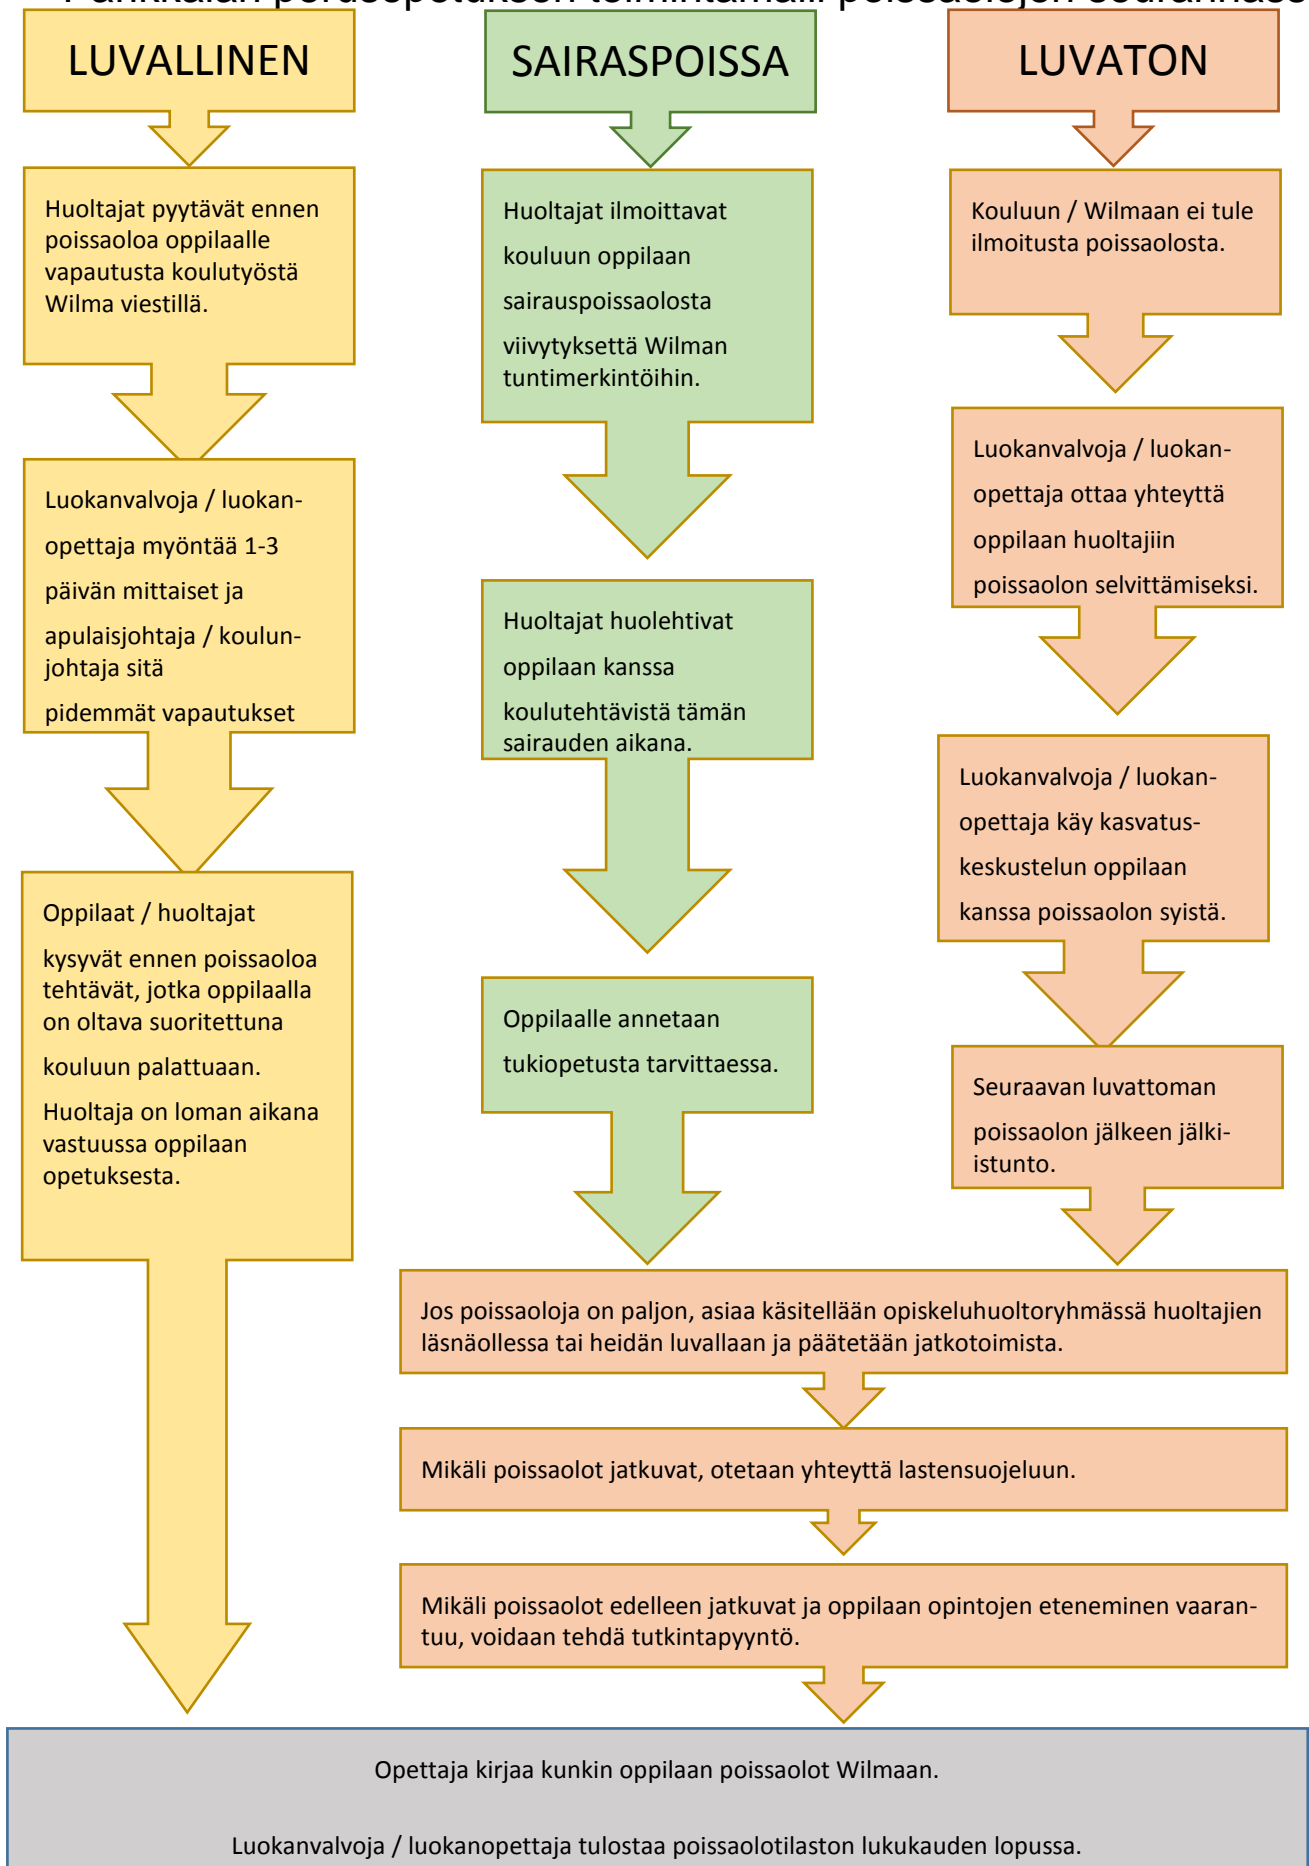 Parikkalan perusopetuksen toimintamalli poissaolojen seurannass
LUVALLINEN
Huoltajat pyytävät ennen
poissaoloa oppilaalle
vapautusta koulutyöstä
Wilma viestillä.
Luokanvalvoja / luokan-
opettaja myöntää 1-3
päivän mittaiset ja
apulaisjohtaja / koulun-
johtaja sitä
pidemmät vapautukset
Oppilaat / huoltajat
kysyvät ennen poissaoloa
tehtävät, jotka oppilaalla
on oltava suoritettuna
kouluun palattuaan.
Huoltaja on loman aikana
vastuussa oppilaan
opetuksesta.
SAIRASPOISSA
Huoltajat ilmoittavat
kouluun oppilaan
sairauspoissaolosta
viivytyksettä Wilman
tuntimerkintöihin.
Huoltajat huolehtivat
oppilaan kanssa
koulutehtävistä tämän
sairauden aikana.
Oppilaalle annetaan
tukiopetusta tarvittaessa.
LUVATON
Kouluun / Wilmaan ei tule
ilmoitusta poissaolosta.
Luokanvalvoja / luokan-
opettaja ottaa yhteyttä
oppilaan huoltajiin
poissaolon selvittämiseksi.
Luokanvalvoja / luokan-
opettaja käy kasvatus-
keskustelun oppilaan
kanssa poissaolon syistä.
Seuraavan luvattoman
poissaolon jälkeen jälki-
istunto.
Jos poissaoloja on paljon, asiaa käsitellään opiskeluhuoltoryhmässä huoltajien
läsnäollessa tai heidän luvallaan ja päätetään jatkotoimista.
Mikäli poissaolot jatkuvat, otetaan yhteyttä lastensuojeluun.
Mikäli poissaolot edelleen jatkuvat ja oppilaan opintojen eteneminen vaaran-
tuu, voidaan tehdä tutkintapyyntö.
Opettaja kirjaa kunkin oppilaan poissaolot Wilmaan.
Luokanvalvoja / luokanopettaja tulostaa poissaolotilaston lukukauden lopussa.